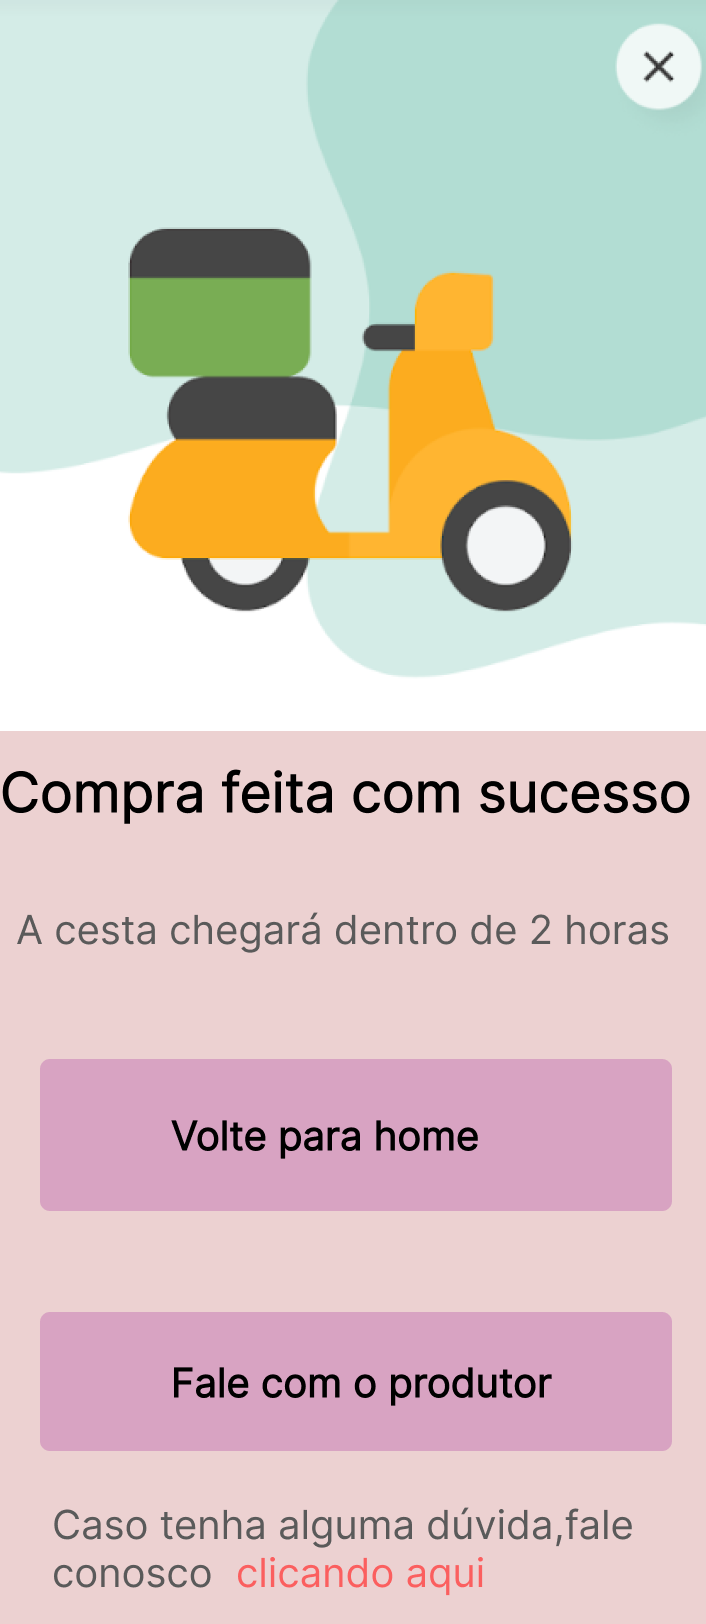 Compra feita com sucesso
A cesta chegará dentro de 2 horas
Volte para home
Fale com o produtor
Caso tenha alguma dúvida,fale
conosco clicando aqui